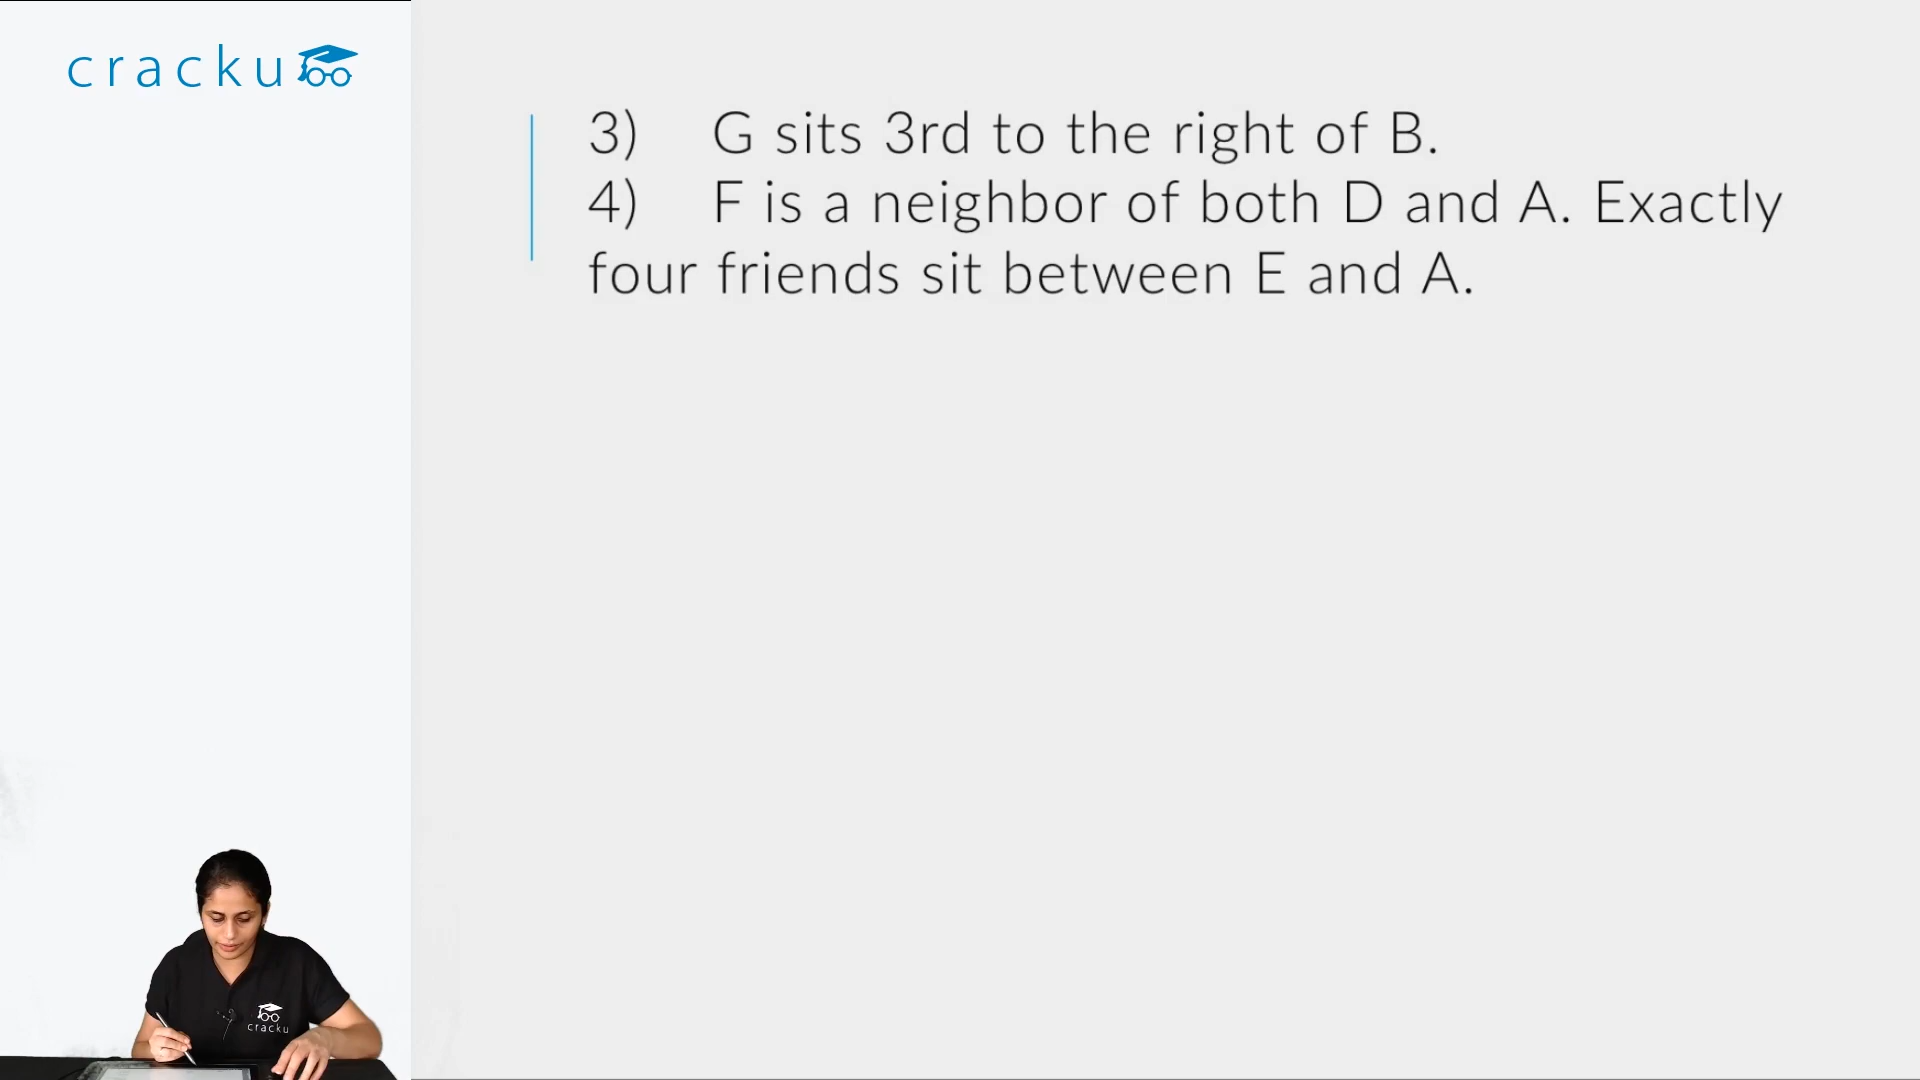 cracku
3) G sits 3rd to the right of B.
4) F is a neighbor of both D and A. Exactly
four friends sit between E and A.
cracku